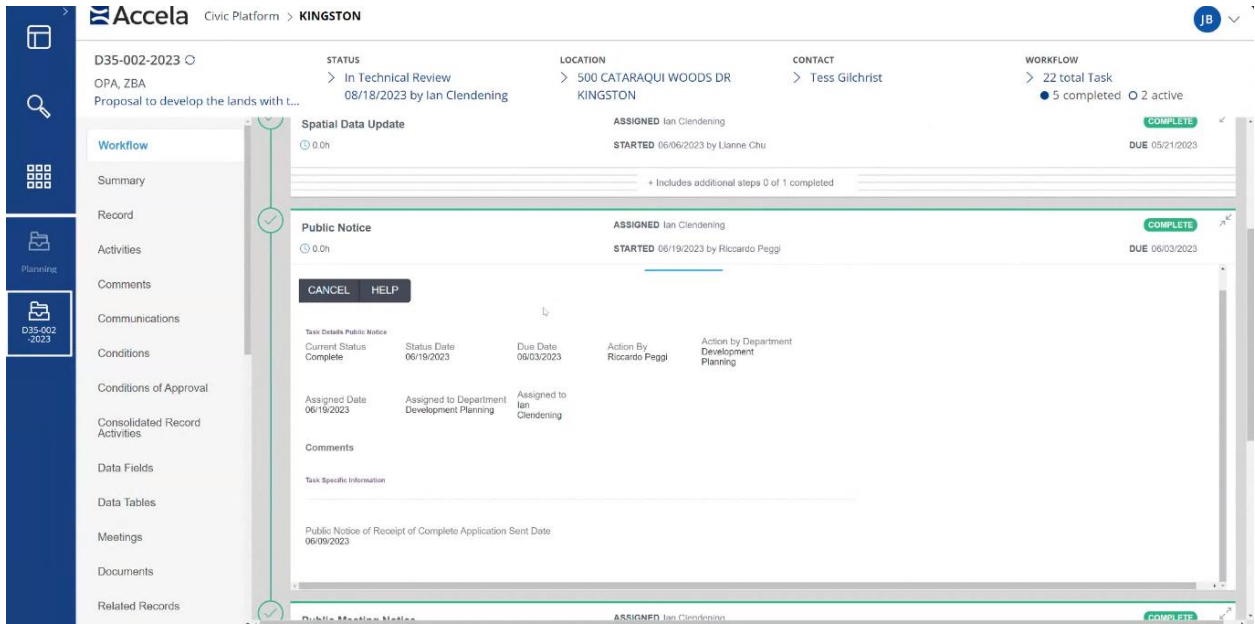 Accela Civic Platform > KINGSTON
JB
D35-002-2023
OPA, ZBA
Proposal to develop the lands with t...
STATUS
> In Technical Review
08/18/2023 by Ian Clendening
LOCATION
> 500 CATARAQUI WOODS DR
KINGSTON
CONTACT
> Tess Gilchrist
WORKFLOW
> 22 total Task
5 completed 2 active
Planning
D35-002
-2023
Workflow
Summary
Record
Activities
Comments
Communications
Conditions
Conditions of Approval
Consolidated Record
Activities
Data Fields
Data Tables
Meetings
Documents
Related Records
Spatial Data Update
ASSIGNED Ian Clendening
COMPLETE
0.0h
STARTED 06/06/2023 by Lianne Chu
DUE 05/21/2023
+ Includes additional steps 0 of 1 completed
Public Notice
ASSIGNED Ian Clendening
COMPLETE
0.0h
STARTED 06/19/2023 by Riccardo Peggi
DUE 06/03/2023
CANCEL HELP
Task Details Public Notice
Current Status
Complete
Status Date
06/19/2023
Due Date
06/03/2023
Action By
Riccardo Peggi
Action by Department
Development
Planning
Assigned Date
06/19/2023
Assigned to Department
Development Planning
Assigned to
Ian
Clendening
Comments
Task Specific Information
Public Notice of Receipt of Complete Application Sent Date
06/09/2023
Public Meeting Notice
ASSIGNED Ian Clendening
COMPLETE